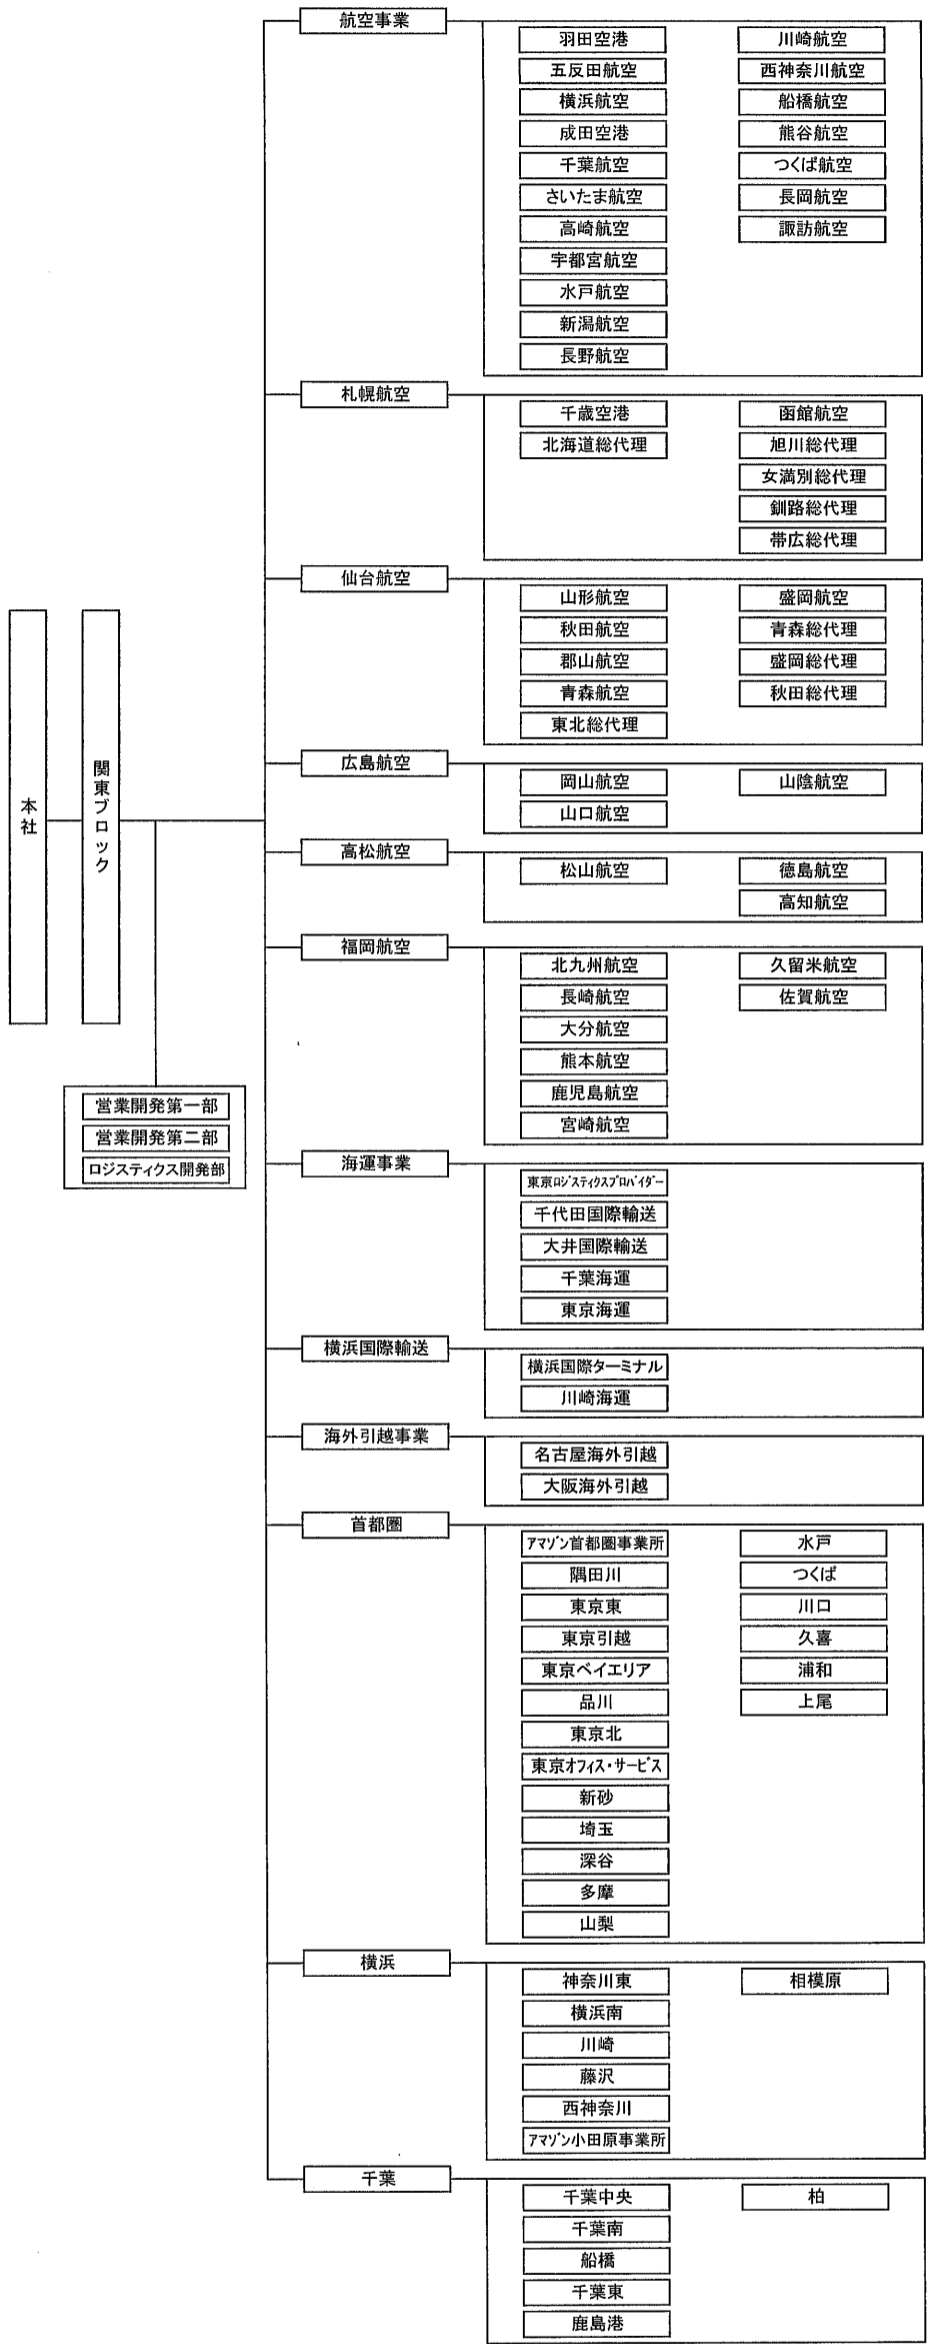 本社
関東ブロック
営業開発第一部
営業開発第二部
ロジスティクス開発部
航空事業
羽田空港
五反田航空
横浜航空
成田空港
千葉航空
さいたま航空
高崎航空
宇都宮航空
水戸航空
新潟航空
長野航空
川崎航空
西神奈川航空
船橋航空
熊谷航空
つくば航空
長岡航空
諏訪航空
札幌航空
千歳空港
北海道総代理
函館航空
旭川総代理
女満別総代理
釧路総代理
帯広総代理
仙台航空
山形航空
秋田航空
郡山航空
青森航空
東北総代理
盛岡航空
青森総代理
盛岡総代理
秋田総代理
広島航空
岡山航空
山口航空
山陰航空
高松航空
松山航空
徳島航空
高知航空
福岡航空
北九州航空
長崎航空
大分航空
熊本航空
鹿児島航空
宮崎航空
久留米航空
佐賀航空
海運事業
東京ﾛｼﾞｽﾃｨｸｽﾌﾟﾛﾊﾞｲﾀﾞｰ
千代田国際輸送
大井国際輸送
千葉海運
東京海運
横浜国際輸送
横浜国際ターミナル
川崎海運
海外引越事業
名古屋海外引越
大阪海外引越
首都圏
ｱﾏｿﾞﾝ首都圏事業所
隅田川
東京東
東京引越
東京ベイエリア
品川
東京北
東京ｵﾌｨｽ・ｻｰﾋﾞｽ
新砂
埼玉
深谷
多摩
山梨
水戸
つくば
川口
久喜
浦和
上尾
横浜
神奈川東
横浜南
川崎
藤沢
西神奈川
ｱﾏｿﾞﾝ小田原事業所
相模原
千葉
千葉中央
千葉南
船橋
千葉東
鹿島港
柏